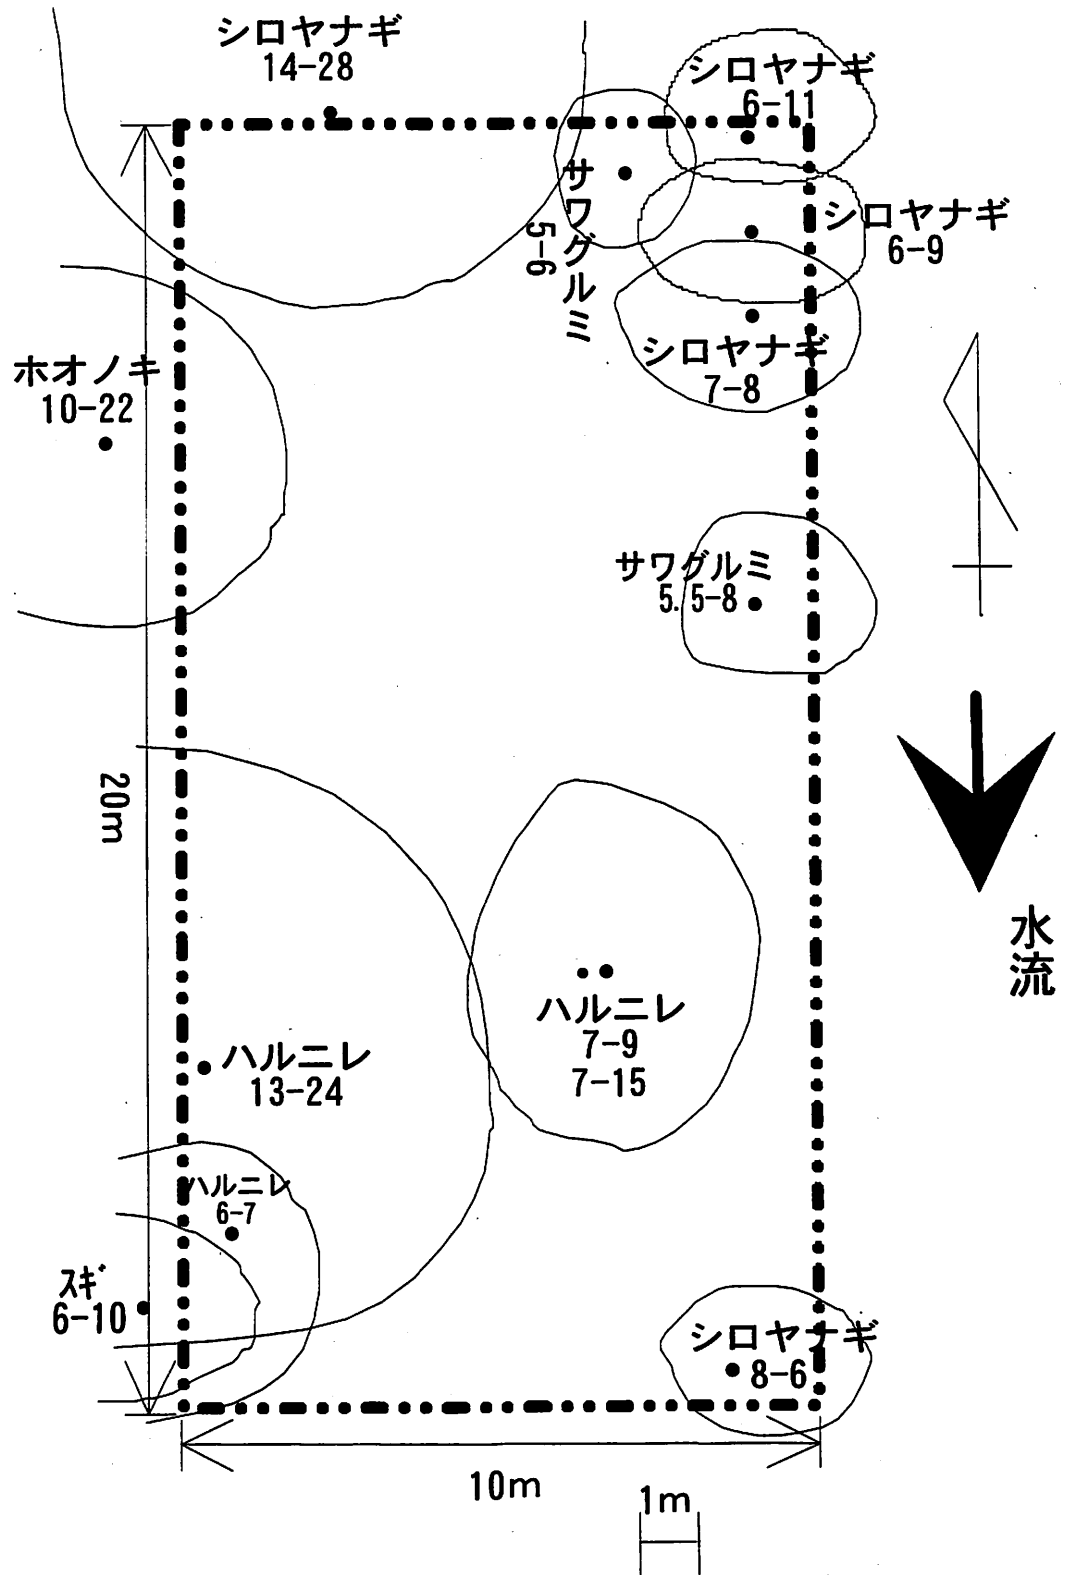 シロヤナギ
14-28
シロヤナギ
6-11
サワグルミ
5-6
シロヤナギ
6-9
シロヤナギ
7-8
ホオノキ
10-22
サワグルミ
5.5-8
20m
水流
ハルニレ
7-9
7-15
ハルニレ
13-24
ハルニレ
6-7
スギ
6-10
シロヤナギ
8-6
10m
1m